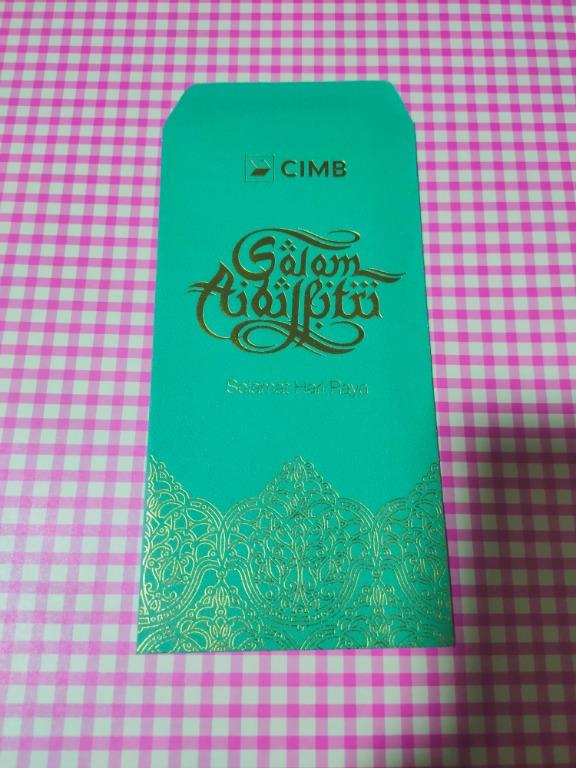 CIMB
Salam
Aidilfitri
Selamat Hari Raya